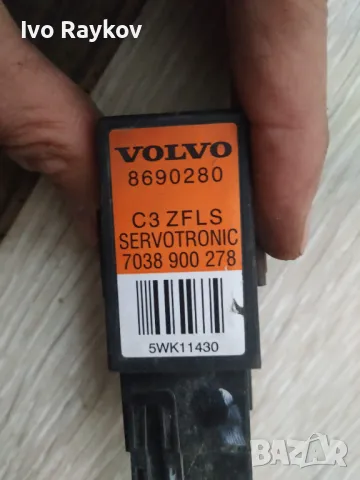 Ivo Raykov
VOLVO
8690280
C3 ZFLS
SERVOTRONIC
7038 900 278
5WK11430
BAZAR